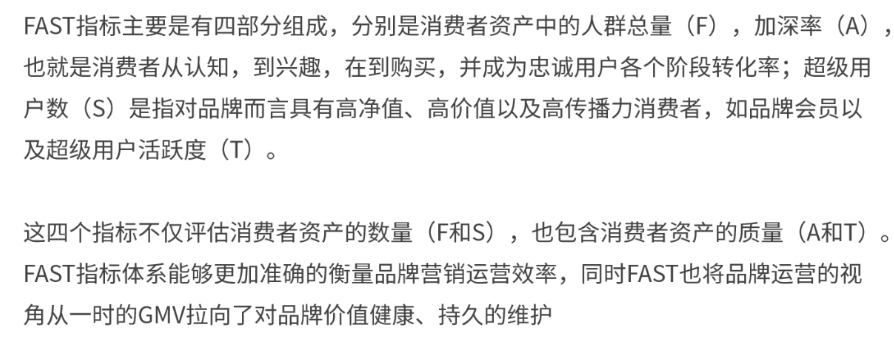 FAST指标主要是有四部分组成，分别是消费者资产中的人群总量（F），加深率（A），
也就是消费者从认知，到兴趣，在到购买，并成为忠诚用户各个阶段转化率；超级用
户数（S）是指对品牌而言具有高净值、高价值以及高传播力消费者，如品牌会员以
及超级用户活跃度（T）。
这四个指标不仅评估消费者资产的数量（F和S），也包含消费者资产的质量（A和T）。
FAST指标体系能够更加准确的衡量品牌营销运营效率，同时FAST也将品牌运营的视
角从一时的GMV拉向了对品牌价值健康、持久的维护